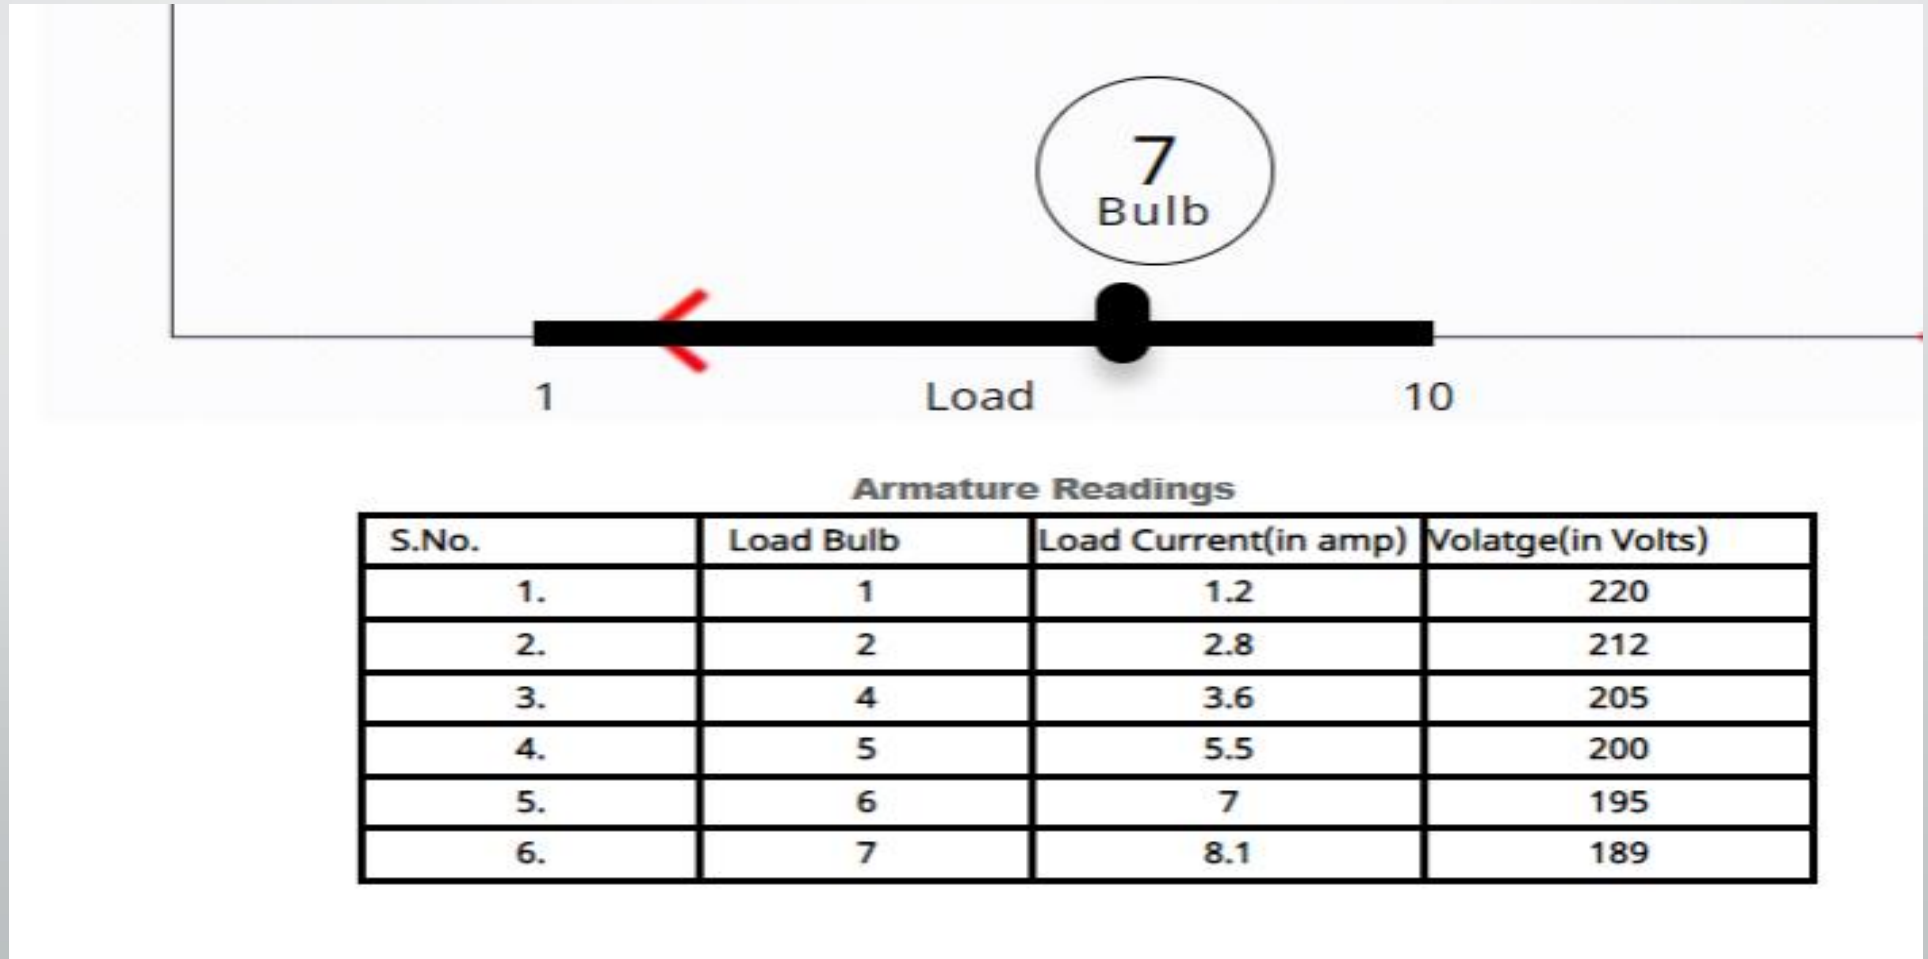 7
Bulb
1 Load 10
Armature Readings
S.No. Load Bulb Load Current(in amp) Volatge(in Volts)
1. 1 1.2 220
2. 2 2.8 212
3. 4 3.6 205
4. 5 5.5 200
5. 6 7 195
6. 7 8.1 189